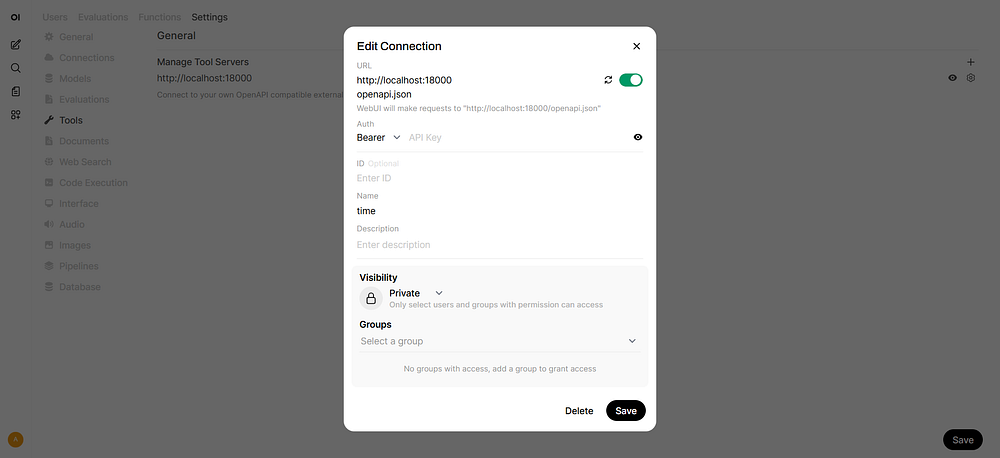 OI
Users Evaluations Functions Settings
General
Connections
Models
Evaluations
Tools
Documents
Web Search
Code Execution
Interface
Audio
Images
Pipelines
Database
General
Manage Tool Servers
http://localhost:18000
Connect to your own OpenAPI compatible external
Edit Connection
URL
http://localhost:18000
openapi.json
WebUI will make requests to "http://localhost:18000/openapi.json"
Auth
Bearer API Key
ID Optional
Enter ID
Name
time
Description
Enter description
Visibility
Private
Only select users and groups with permission can access
Groups
Select a group
No groups with access, add a group to grant access
Delete Save
A
Save